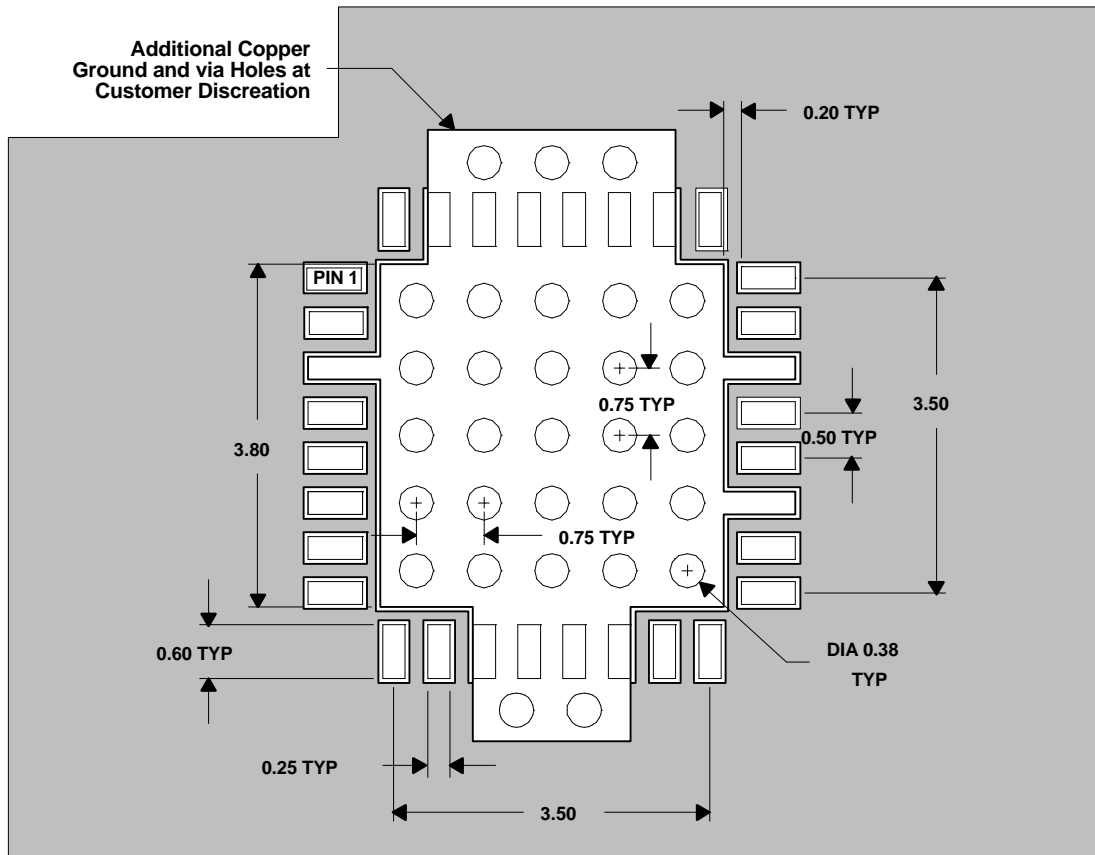 Additional Copper
Ground and via Holes at
Customer Discreation
0.20 TYP
PIN 1
0.75 TYP
3.50
0.50 TYP
3.80
0.75 TYP
0.60 TYP
DIA 0.38
TYP
0.25 TYP
3.50